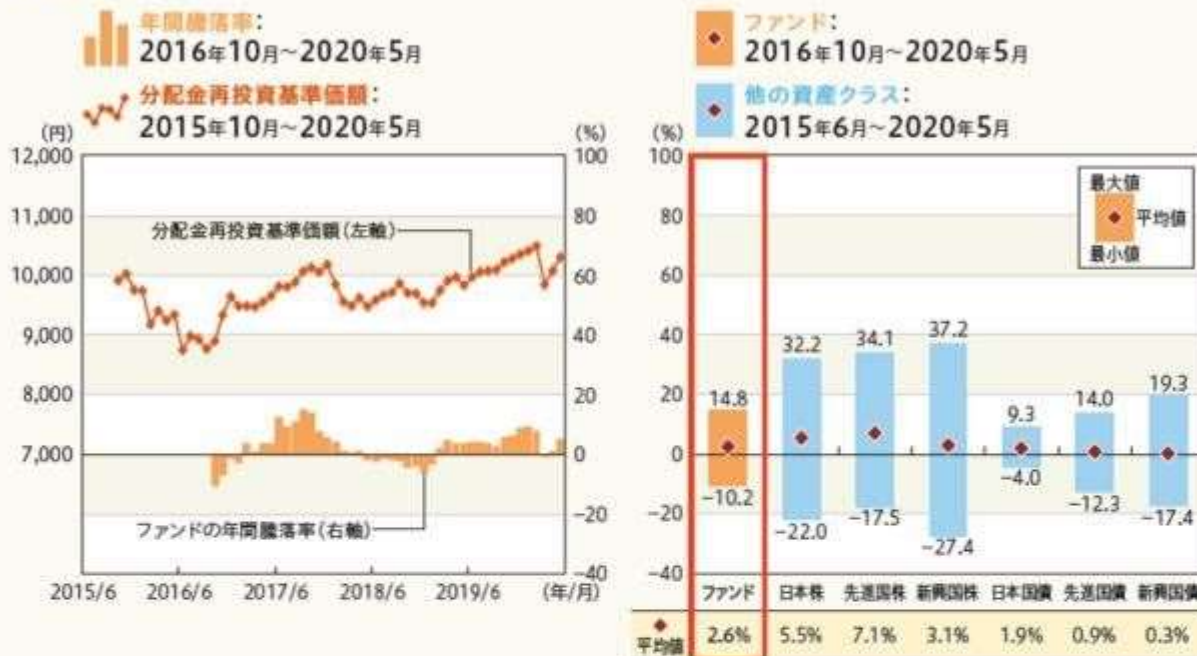 年間騰落率:
2016年10月～2020年5月
分配金再投資基準価額:
2015年10月～2020年5月
(円)
(%)
12,000
11,000
10,000
9,000
8,000
7,000
100
80
60
40
20
0
−20
−40
分配金再投資基準価額(左軸)
ファンドの年間騰落率(右軸)
2015/6 2016/6 2017/6 2018/6 2019/6 (年/月)
ファンド:
2016年10月～2020年5月
他の資産クラス:
2015年6月～2020年5月
(%)
100
80
60
40
20
0
−20
−40
最大値
平均値
最小値
14.8 32.2 34.1 37.2 9.3 14.0 19.3
−10.2 −22.0 −17.5 −27.4 −4.0 −12.3 −17.4
ファンド 日本株 先進国株 新興国株 日本国債 先進国債 新興国債
平均値 2.6% 5.5% 7.1% 3.1% 1.9% 0.9% 0.3%